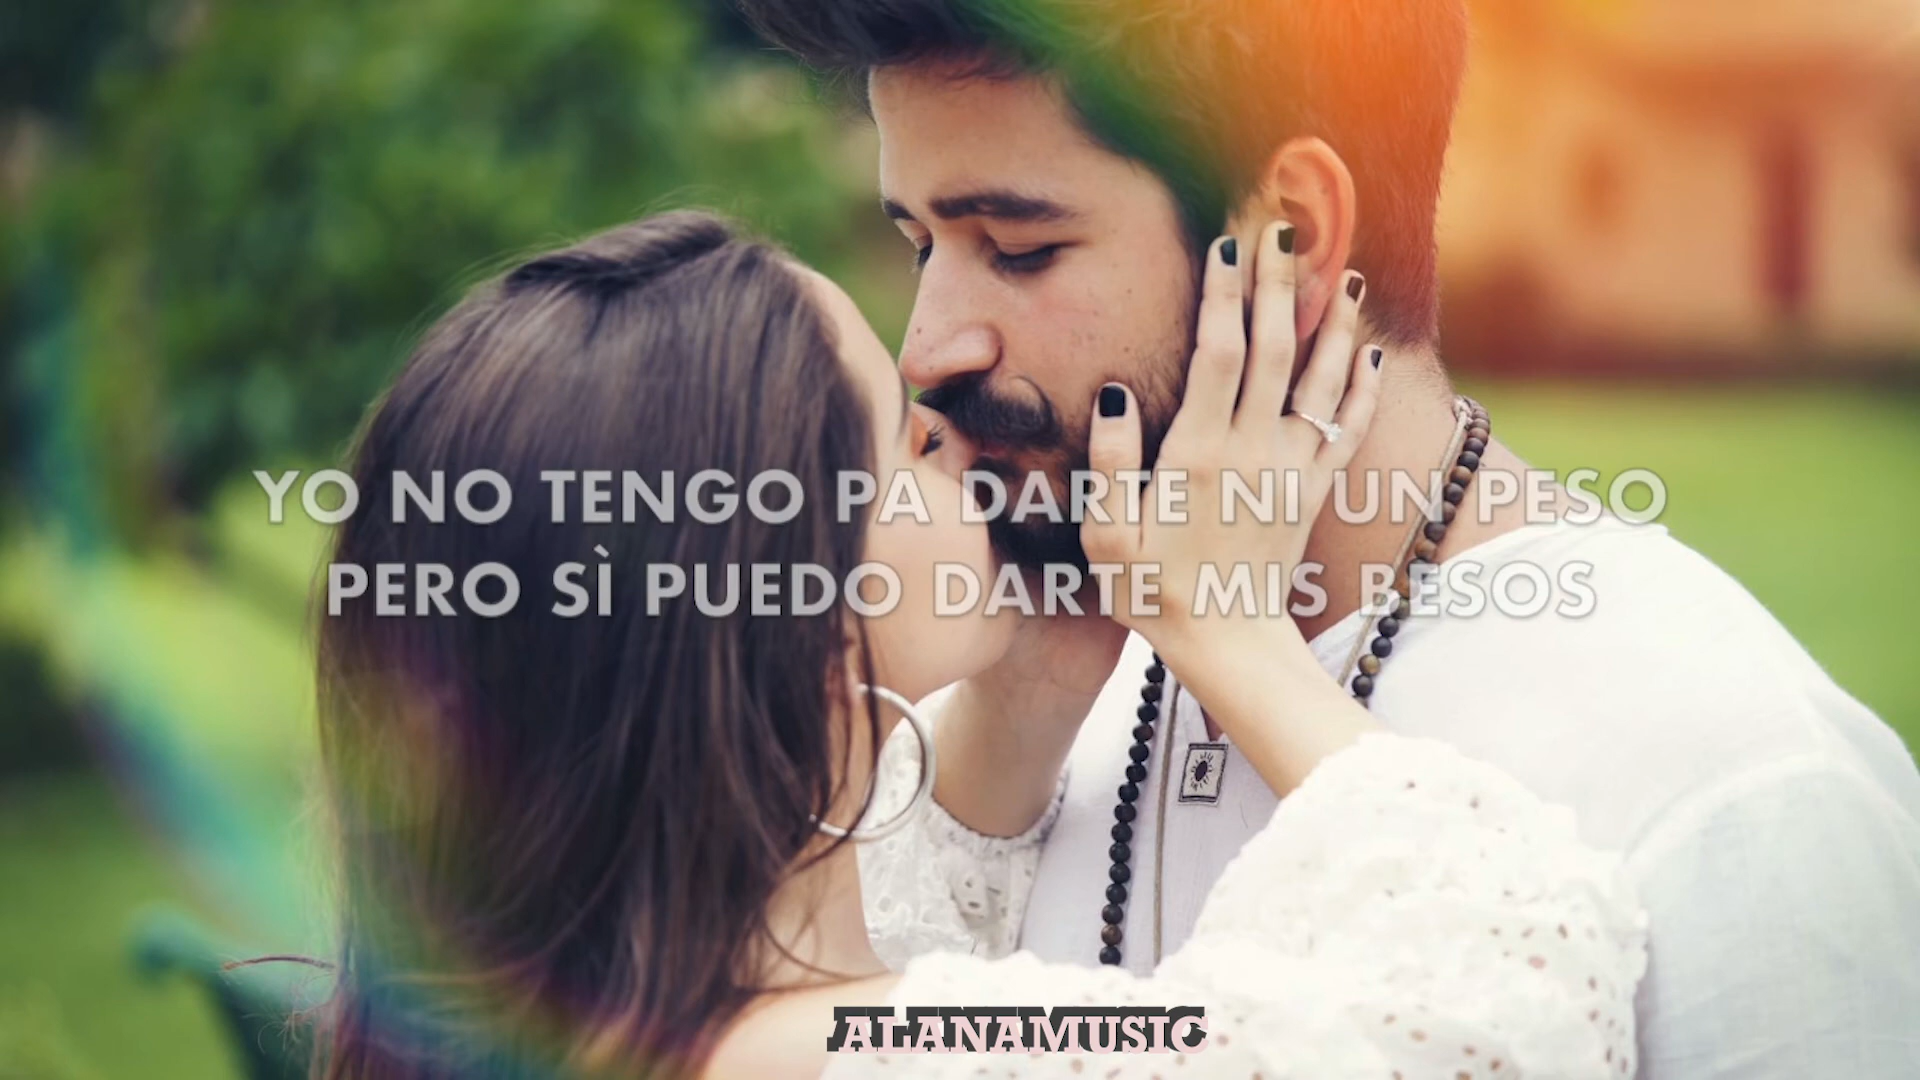 YO NO TENGO PA DARTE NI UN PESO
PERO SÌ PUEDO DARTE MIS BESOS
ALANAMUSIC